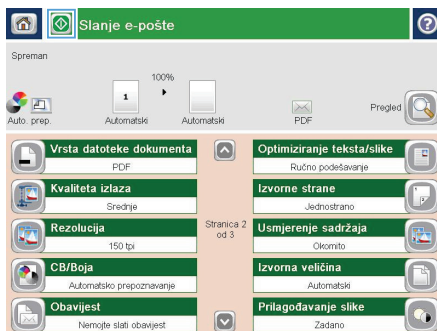 Slanje e-pošte
Spreman
100%
1
Auto. prep.
Automatski
Automatski
PDF
Pregled
Vrsta datoteke dokumenta
PDF
Optimiziranje teksta/slike
Ručno podešavanje
Kvaliteta izlaza
Srednje
Izvorne strane
Jednostrano
Rezolucija
150 tpi
Stranica 2
od 3
Usmjerenje sadržaja
Okomito
CB/Boja
Automatsko prepoznavanje
Izvorna veličina
Automatski
Obavijest
Nemojte slati obavijest
Prilagođavanje slike
Zadano